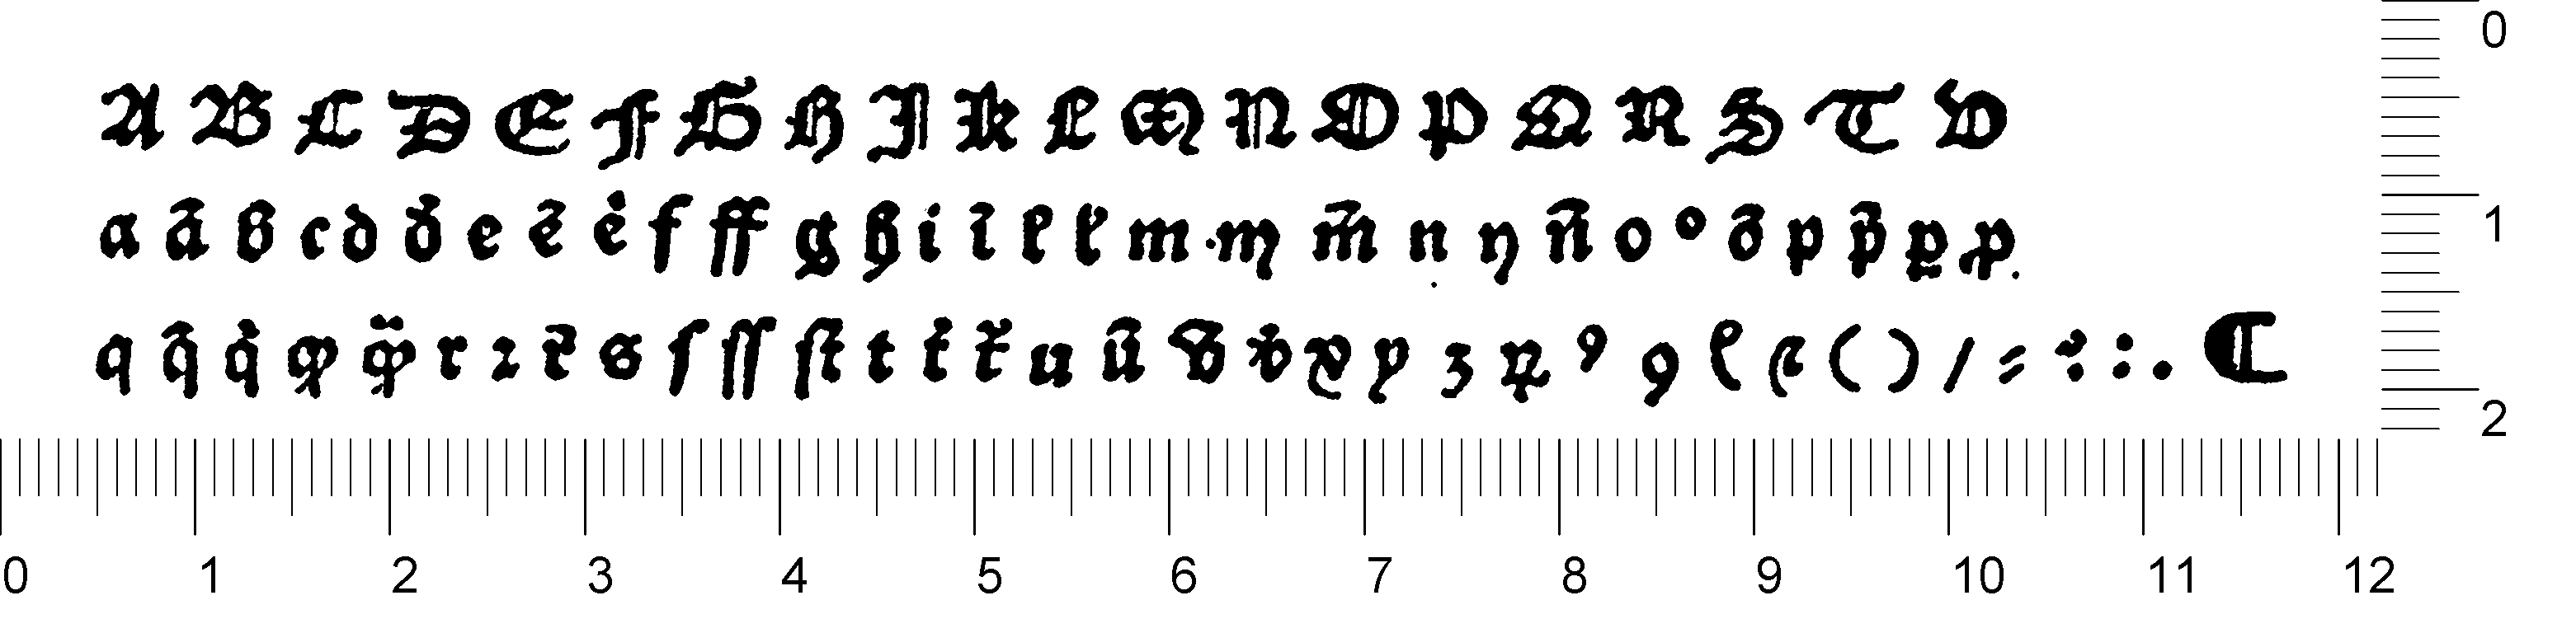 A B C D E F G H I K L M N O P Q R S T V
a ã b c d d̃ e ẽ e̊ f ff g h i ĩ l ł m ɱ m̃ n ŋ ñ o ° õ p p̃ ꝑ ꝓ
q q̃ q̇ ꝙ ꝙ̈ r ꝛ r̃ s ſ ſſ ſt t t̃ t̃ u ũ v v̇ x y z ꝝ ꝰ ꝯ ( ) / ⸗ : . ℂ
0
1
2
0 1 2 3 4 5 6 7 8 9 10 11 12